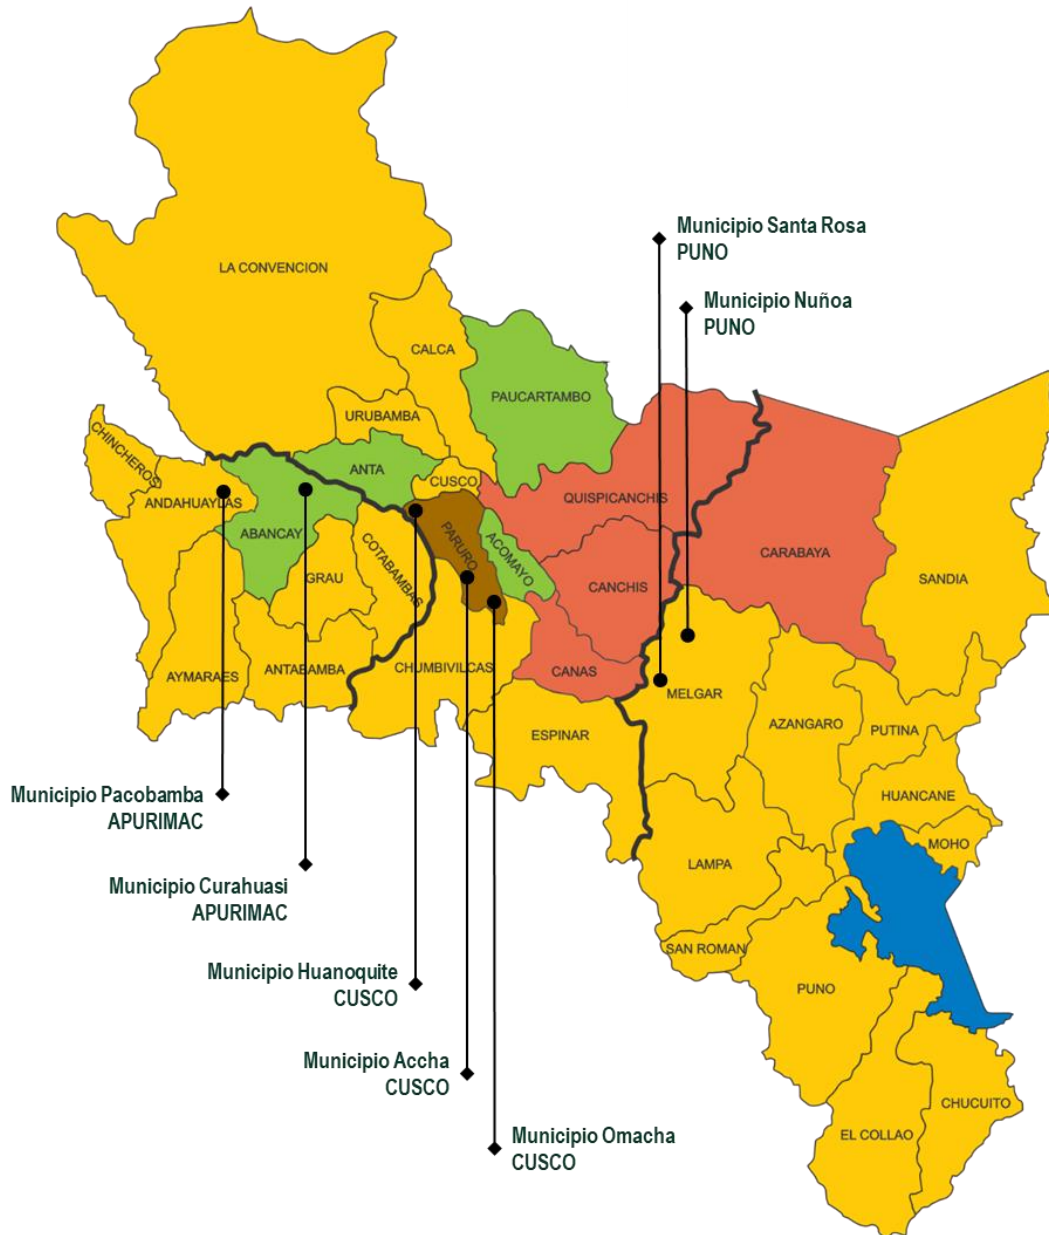 Municipio Santa Rosa
PUNO
LA CONVENCION
Municipio Nuñoa
PUNO
CALCA
PAUCARTAMBO
URUBAMBA
CHINCHEROS
ANTA
CUSCO
QUISPICANCHIS
ANDAHUAYLAS
ABANCAY
PARURO
ACOMAYO
COTABAMBAS
CARABAYA
GRAU
CANCHIS
SANDIA
AYMARAES
ANTABAMBA
CHUMBIVILCAS
CANAS
MELGAR
ESPINAR
AZANGARO
PUTINA
Municipio Pacobamba
APURIMAC
HUANCANE
MOHO
LAMPA
Municipio Curahuasi
APURIMAC
SAN ROMAN
Municipio Huanoquite
CUSCO
PUNO
Municipio Accha
CUSCO
CHUCUITO
Municipio Omacha
CUSCO
EL COLLAO